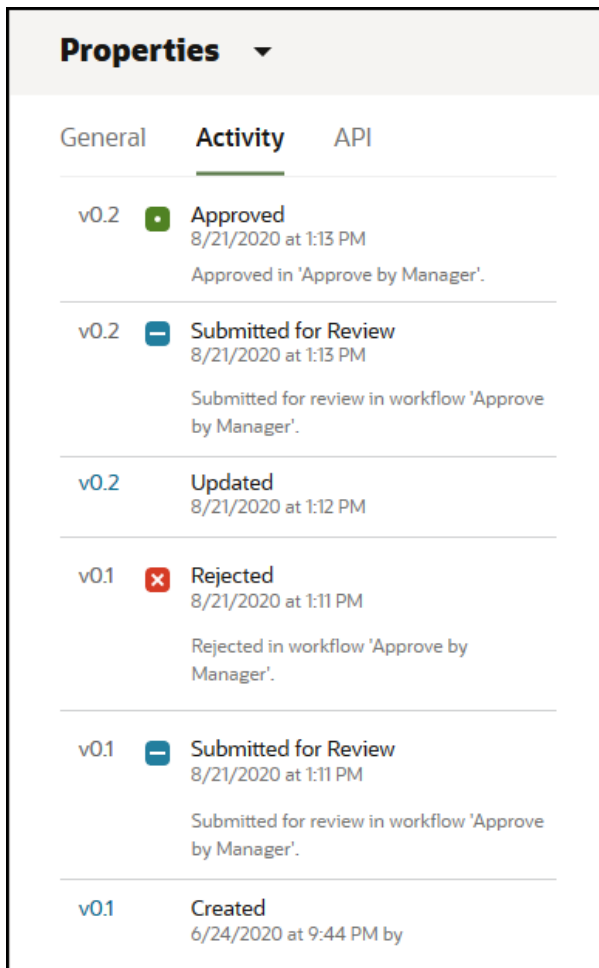 Properties
General Activity API
v0.2 Approved
8/21/2020 at 1:13 PM
Approved in 'Approve by Manager'.
v0.2 Submitted for Review
8/21/2020 at 1:13 PM
Submitted for review in workflow 'Approve
by Manager'.
v0.2 Updated
8/21/2020 at 1:12 PM
v0.1 Rejected
8/21/2020 at 1:11 PM
Rejected in workflow 'Approve by
Manager'.
v0.1 Submitted for Review
8/21/2020 at 1:11 PM
Submitted for review in workflow 'Approve
by Manager'.
v0.1 Created
6/24/2020 at 9:44 PM by